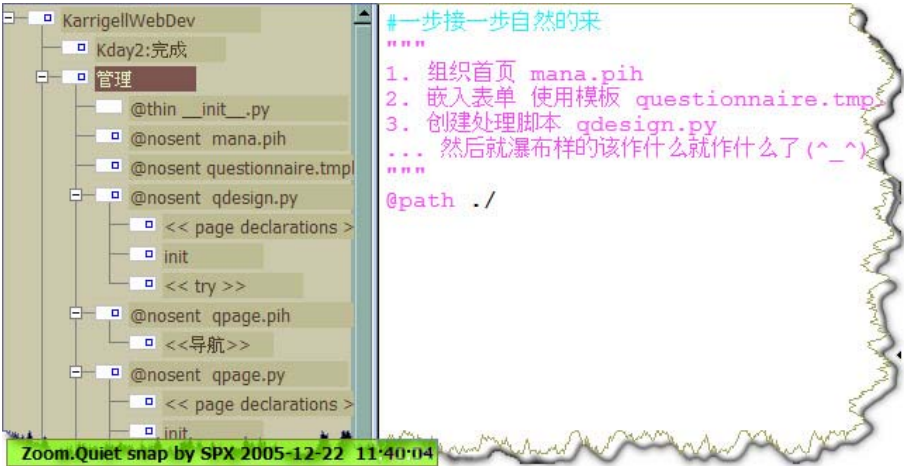 KarrigellWebDev
Kday2:完成
管理
@thin __init__.py
@nosent mana.pih
@nosent questionnaire.tmpl
@nosent qdesign.py
<< page declarations >
init
<< try >>
@nosent qpage.pih
<<导航>>
@nosent qpage.py
<< page declarations >
init
#一步接一步自然的来
"""
1. 组织首页 mana.pih
2. 嵌入表单 使用模板 questionnaire.tmp
3. 创建处理脚本 qdesign.py
... 然后就瀑布样的该作什么就作什么了(^_^)
"""
@path ./
Zoom.Quiet snap by SPX 2005-12-22 11:40:04